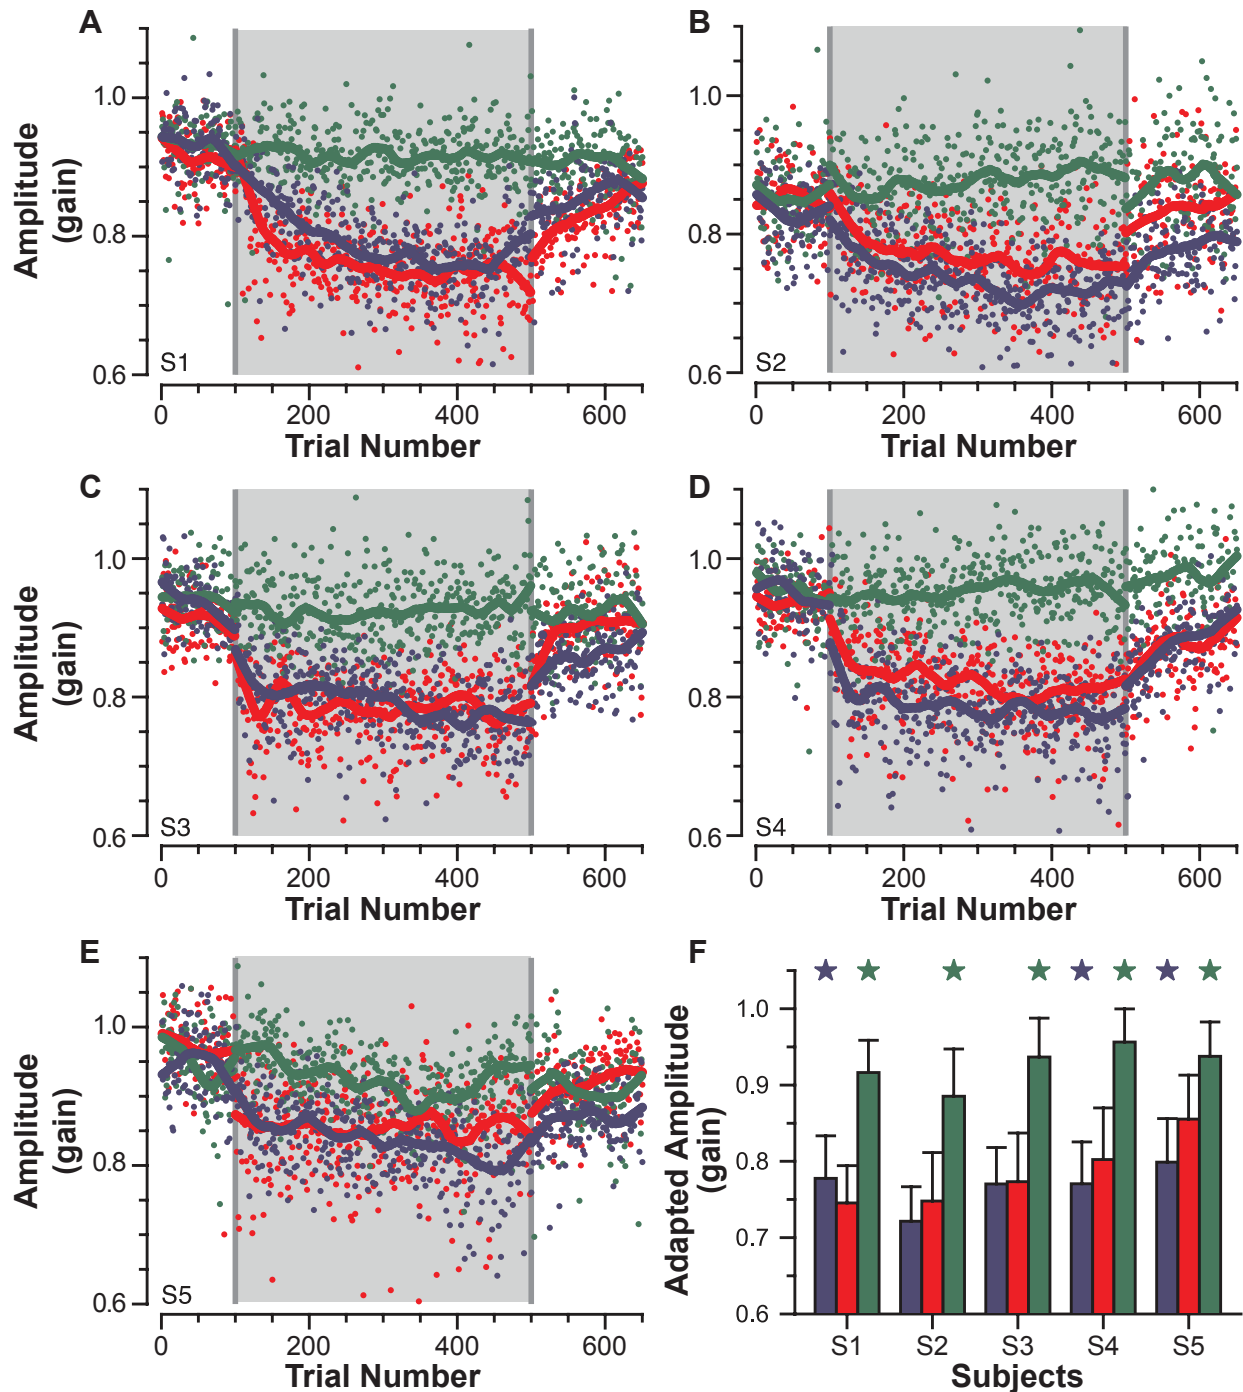 A
1.0
0.8
0.6
Amplitude
(gain)
S1
0
200
400
600
Trial Number
B
1.0
0.8
0.6
S2
0
200
400
600
Trial Number
C
1.0
0.8
0.6
Amplitude
(gain)
S3
0
200
400
600
Trial Number
D
1.0
0.8
0.6
S4
0
200
400
600
Trial Number
E
1.0
0.8
0.6
Amplitude
(gain)
S5
0
200
400
600
Trial Number
F
1.0
0.9
0.8
0.7
0.6
Adapted Amplitude
(gain)
S1
S2
S3
S4
S5
Subjects